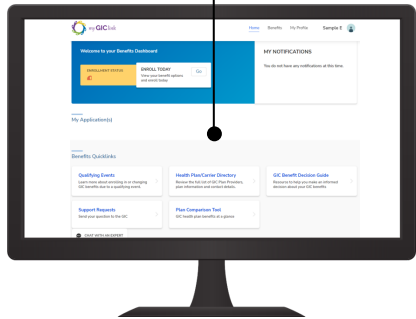 my GIC link
Home Benefits My Profile Sample E
Welcome to your Benefits Dashboard
ENROLLMENT STATUS
ENROLL TODAY
View your benefit options
and enroll today
Go
MY NOTIFICATIONS
You do not have any notifications at this time.
My Application(s)
Benefits Quicklinks
Qualifying Events
Learn more about enrolling in or changing
GIC benefits due to a qualifying event.
Health Plan/Carrier Directory
Review the full list of GIC Plan Providers,
plan information and contact details.
GIC Benefit Decision Guide
Resource to help you make an informed
decision about your GIC benefits
Support Requests
Send your question to the GIC
Plan Comparison Tool
GIC health plan benefits at a glance
CHAT WITH AN EXPERT